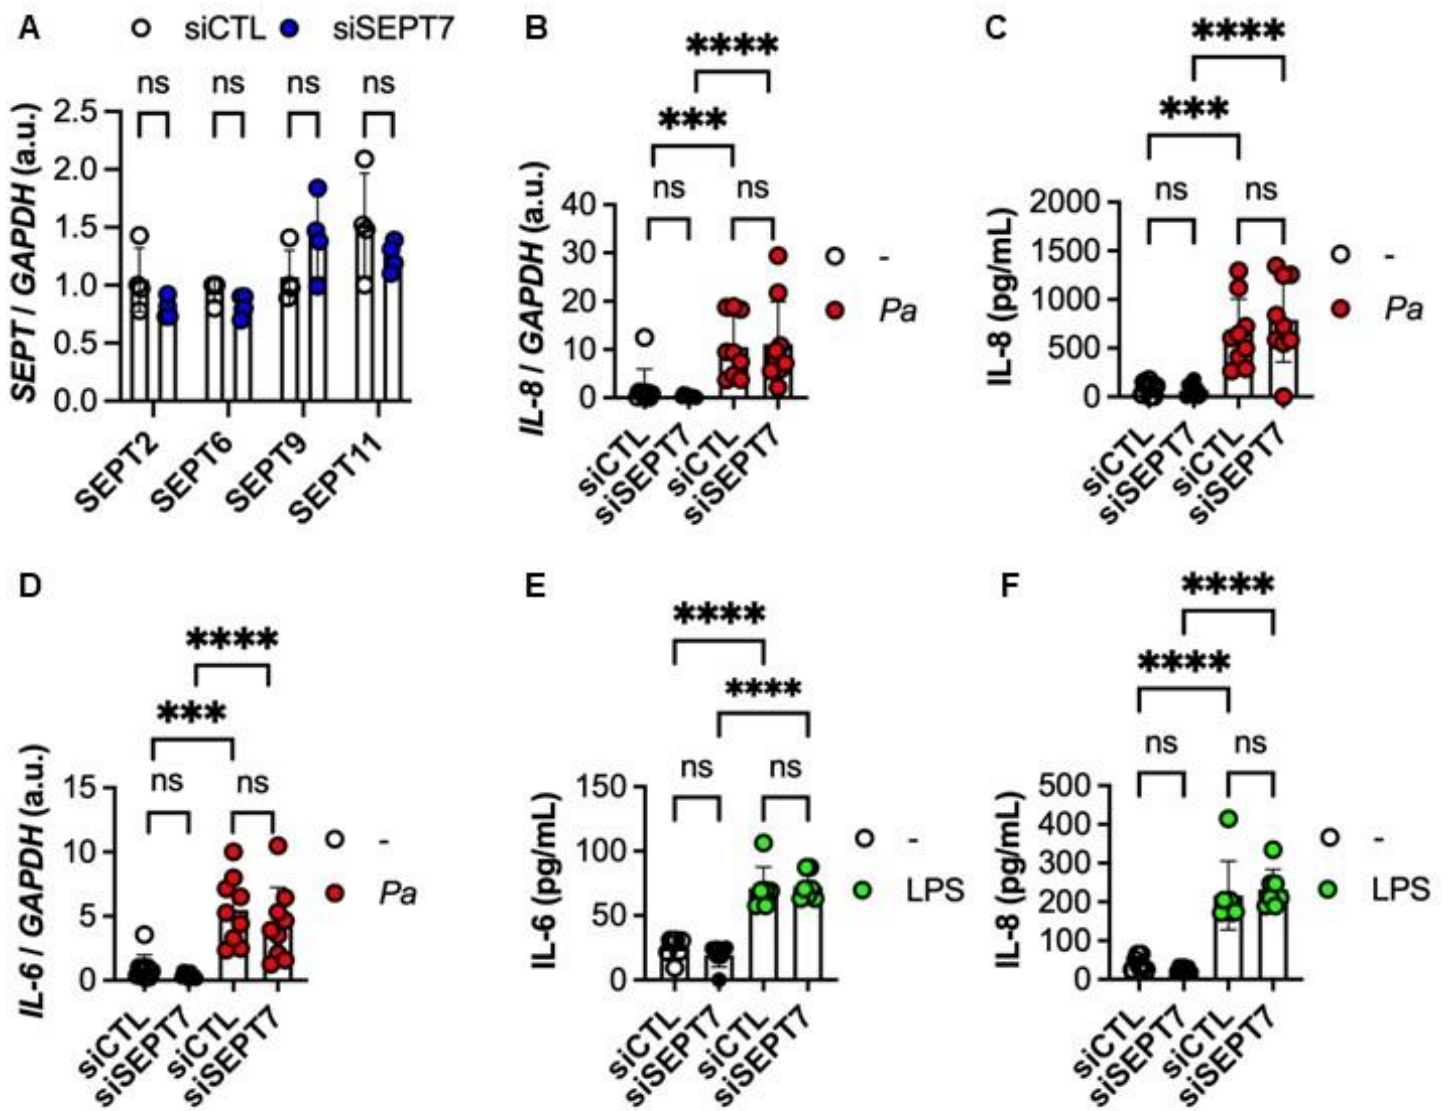 A siCTL siSEPT7
ns ns ns ns
SEPT / GAPDH (a.u.)
2.5
2.0
1.5
1.0
0.5
0.0
SEPT2 SEPT6 SEPT9 SEPT11
B
****
***
ns ns
IL-8 / GAPDH (a.u.)
40
30
20
10
0
-
Pa
siCTL siSEPT7 siCTL siSEPT7
C
****
***
ns ns
IL-8 (pg/mL)
2000
1500
1000
500
0
-
Pa
siCTL siSEPT7 siCTL siSEPT7
D
****
***
ns ns
IL-6 / GAPDH (a.u.)
15
10
5
0
-
Pa
siCTL siSEPT7 siCTL siSEPT7
E
****
****
ns ns
IL-6 (pg/mL)
150
100
50
0
-
LPS
siCTL siSEPT7 siCTL siSEPT7
F
****
****
ns ns
IL-8 (pg/mL)
500
400
300
200
100
0
-
LPS
siCTL siSEPT7 siCTL siSEPT7